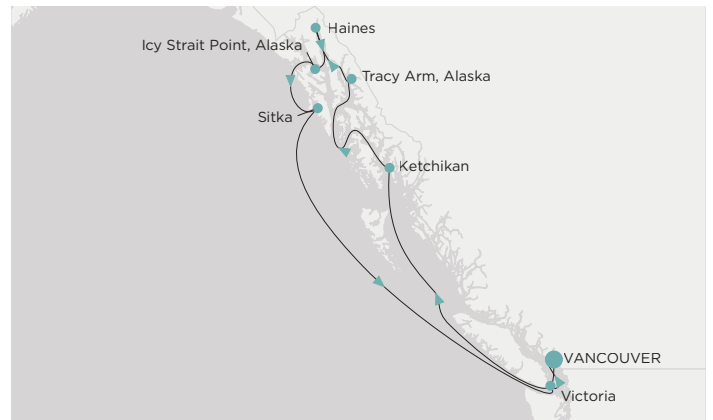 Haines
Icy Strait Point, Alaska
Tracy Arm, Alaska
Sitka
Ketchikan
VANCOUVER
Victoria